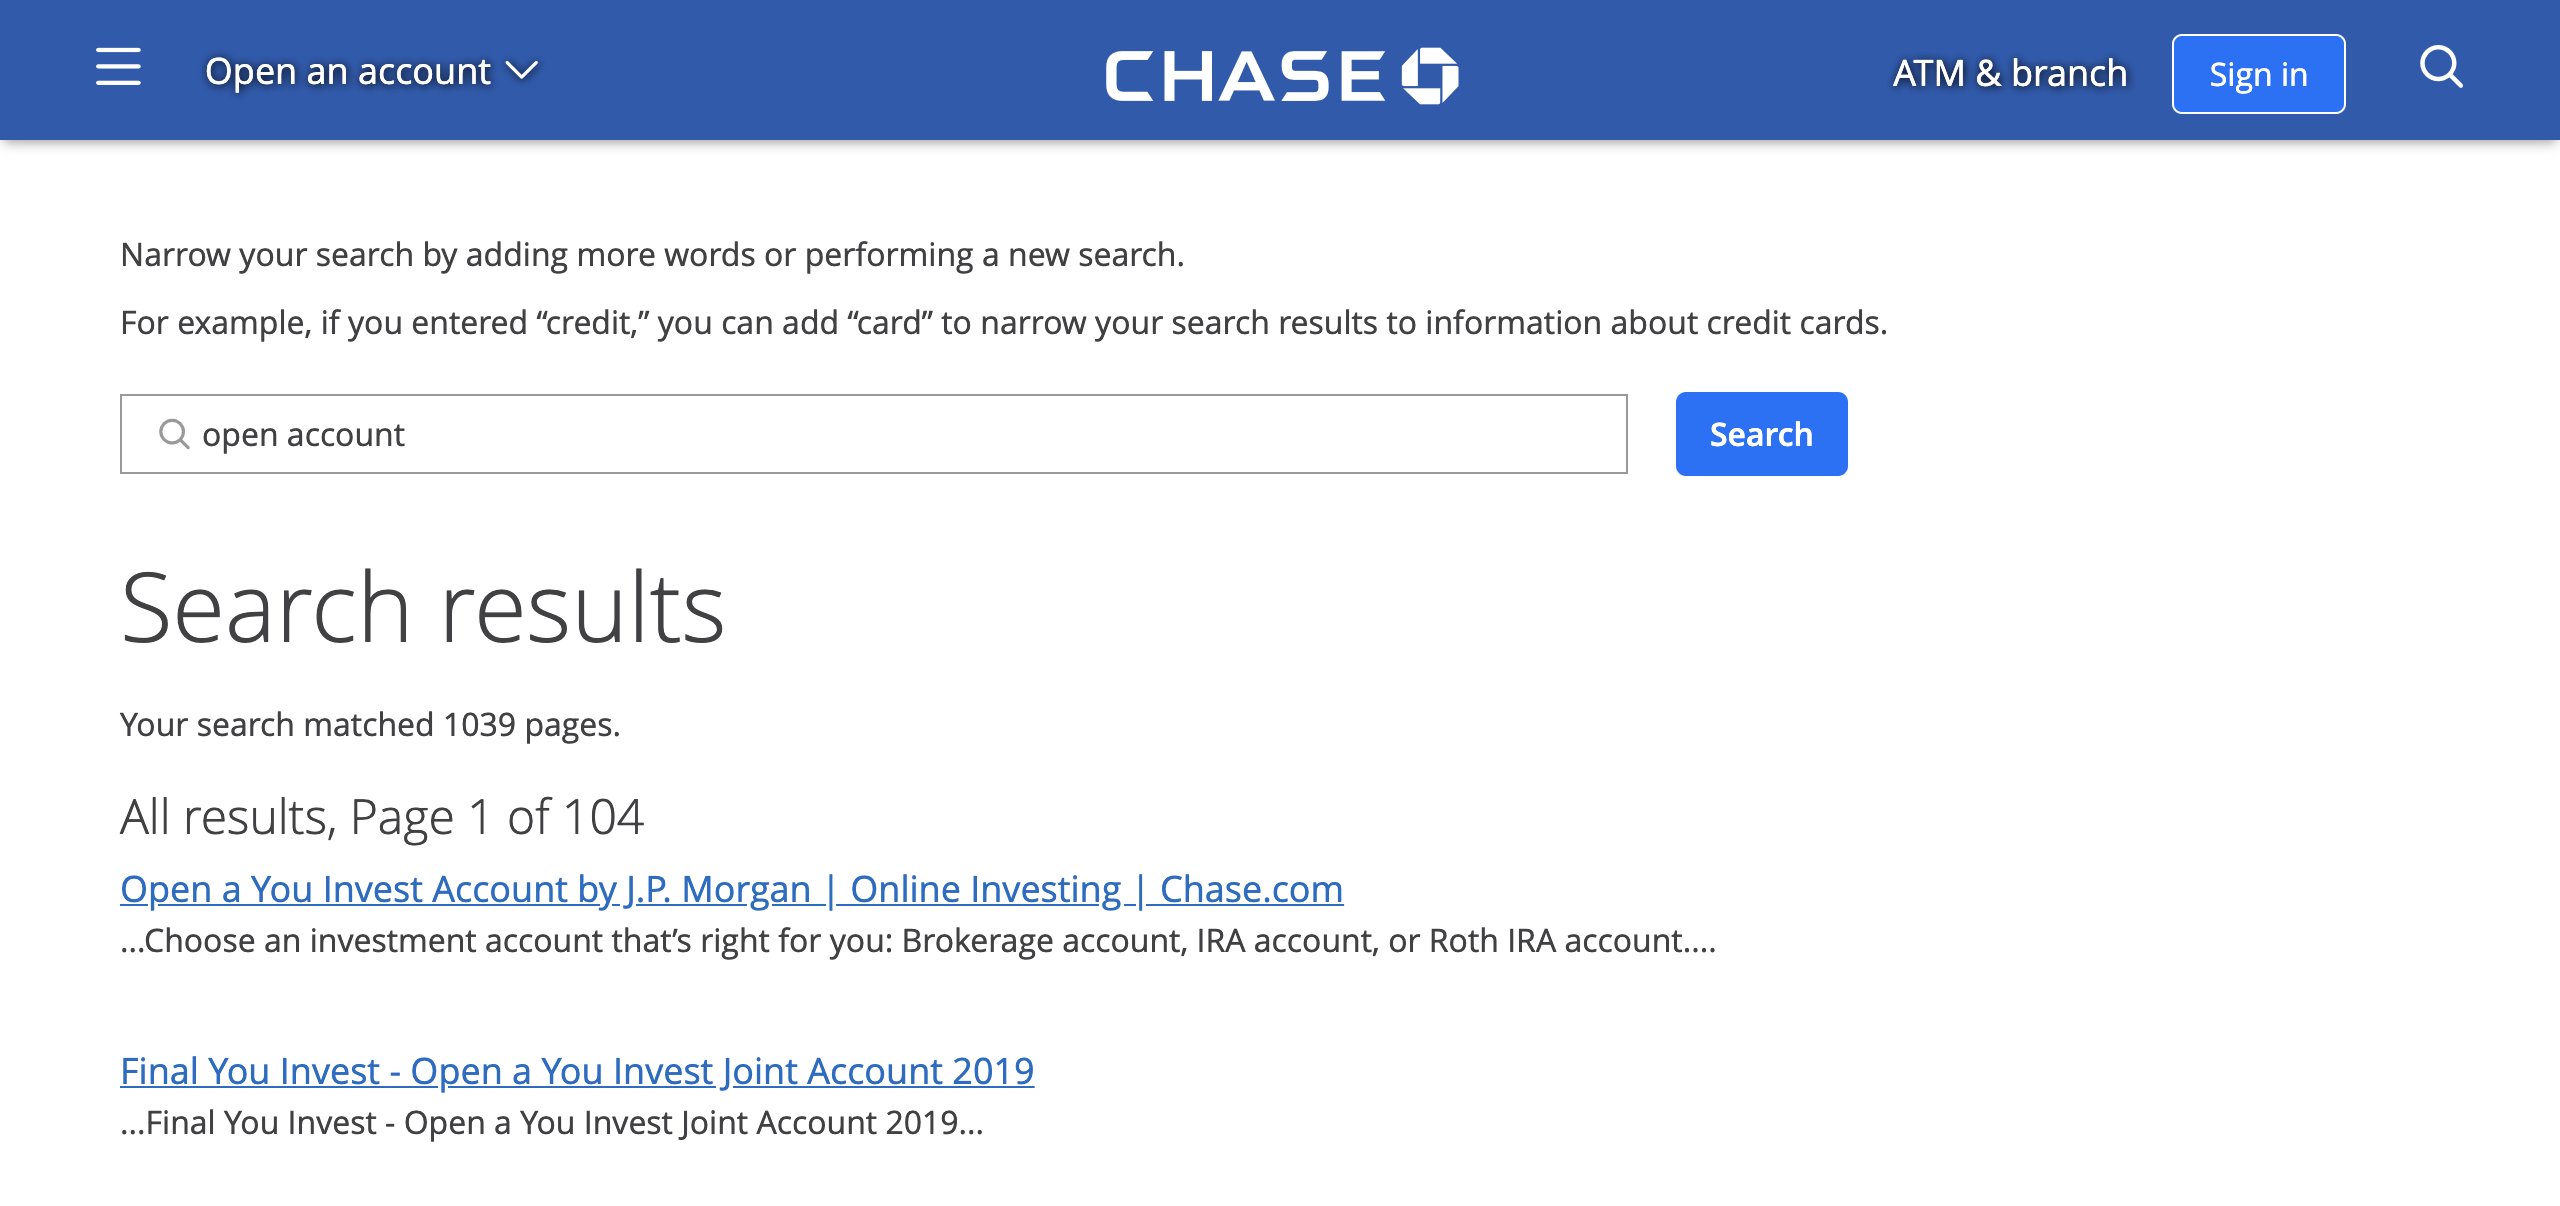 Open an account
CHASE
ATM & branch
Sign in
Narrow your search by adding more words or performing a new search.
For example, if you entered “credit,” you can add “card” to narrow your search results to information about credit cards.
open account
Search
Search results
Your search matched 1039 pages.
All results, Page 1 of 104
Open a You Invest Account by J.P. Morgan | Online Investing | Chase.com
...Choose an investment account that’s right for you: Brokerage account, IRA account, or Roth IRA account....
Final You Invest - Open a You Invest Joint Account 2019
...Final You Invest - Open a You Invest Joint Account 2019...